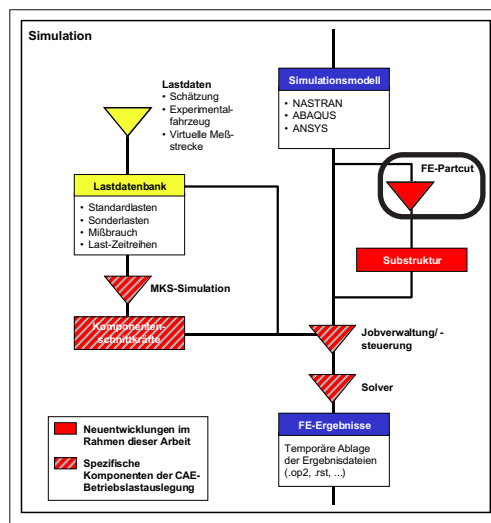 Simulation
Lastdaten
• Schätzung
• Experimental-
fahrzeug
• Virtuelle Meß-
strecke
Simulationsmodell
• NASTRAN
• ABAQUS
• ANSYS
FE-Partcut
Lastdatenbank
• Standardlasten
• Sonderlasten
• Mißbrauch
• Last-Zeitreihen
Substruktur
MKS-Simulation
Komponenten-
schnittkräfte
Jobverwaltung/ -
steuerung
Solver
FE-Ergebnisse
Temporäre Ablage
der Ergebnisdateien
(.op2, .rst, ...)
Neuentwicklungen im
Rahmen dieser Arbeit
Spezifische
Komponenten der CAE-
Betriebslastauslegung